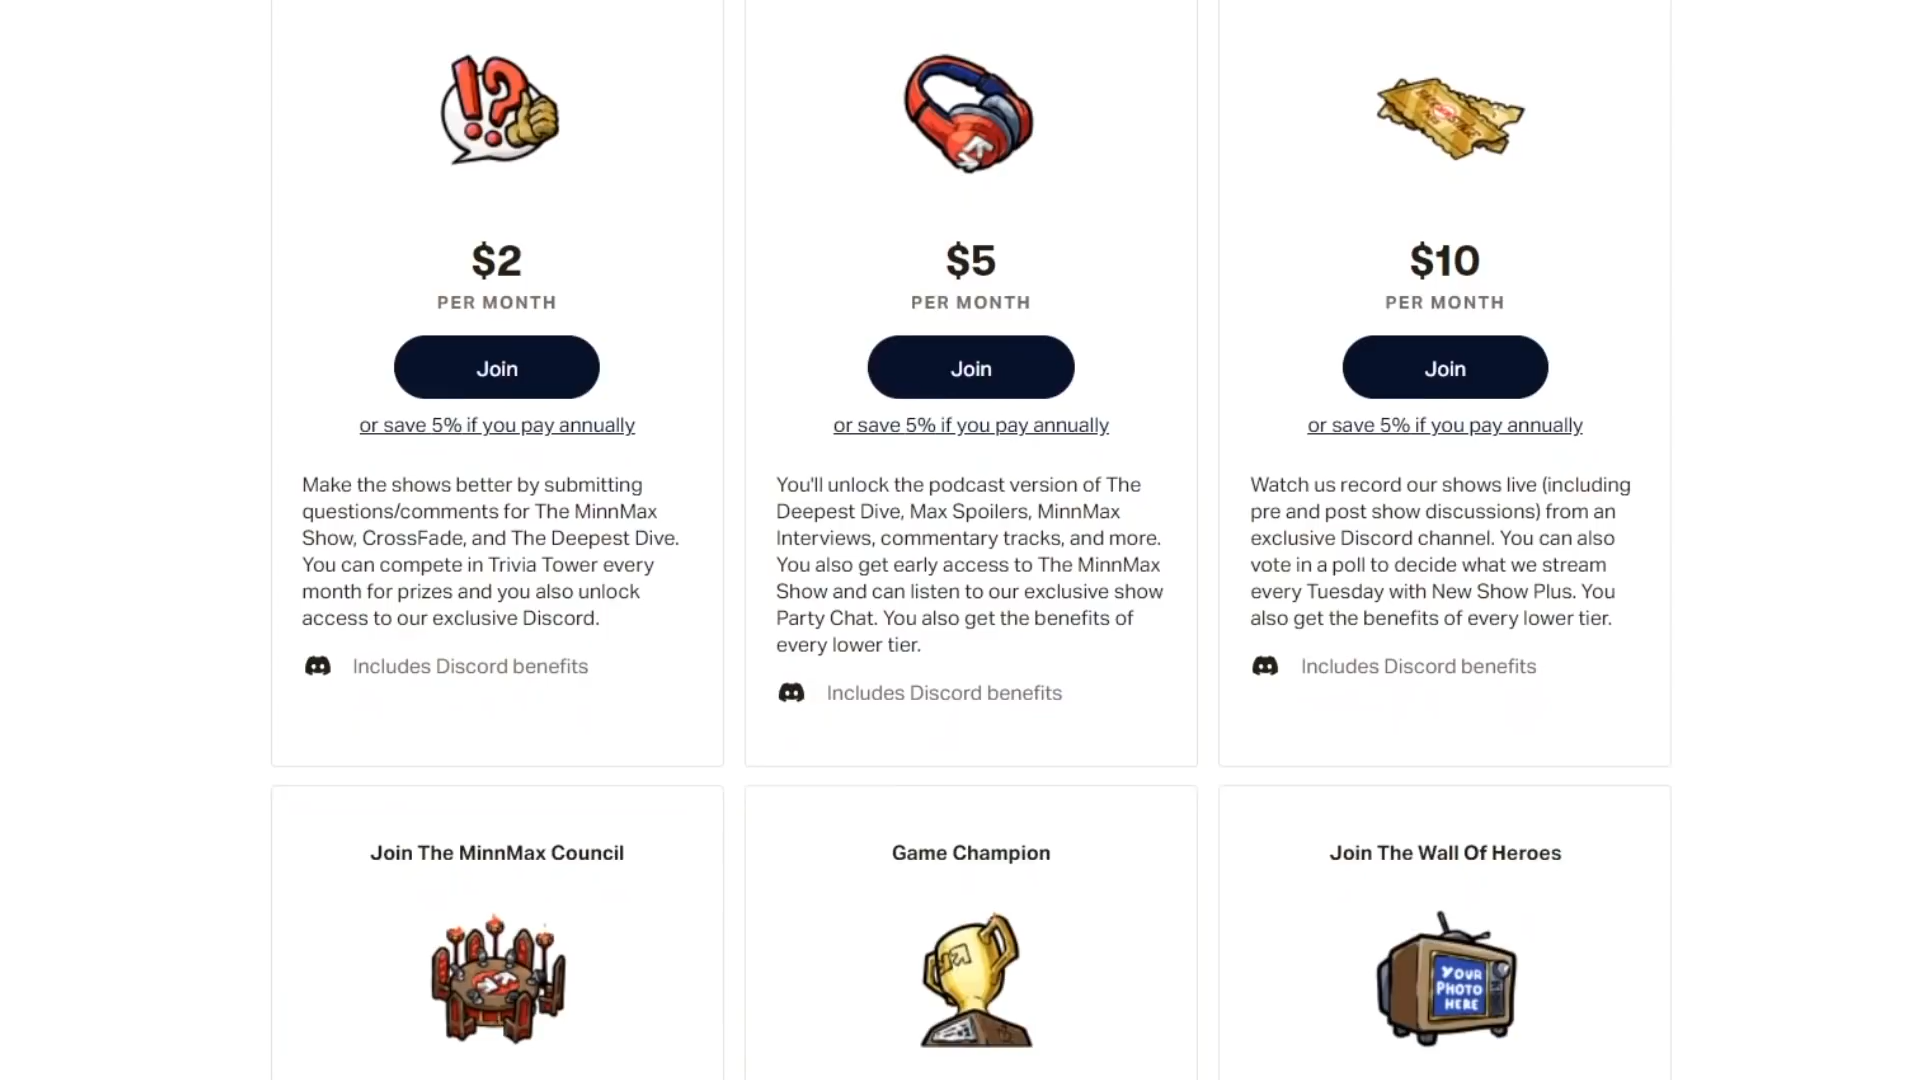 $2
PER MONTH
Join
or save 5% if you pay annually
Make the shows better by submitting
questions/comments for The MinnMax
Show, CrossFade, and The Deepest Dive.
You can compete in Trivia Tower every
month for prizes and you also unlock
access to our exclusive Discord.
Includes Discord benefits
$5
PER MONTH
Join
or save 5% if you pay annually
You'll unlock the podcast version of The
Deepest Dive, Max Spoilers, MinnMax
Interviews, commentary tracks, and more.
You also get early access to The MinnMax
Show and can listen to our exclusive show
Party Chat. You also get the benefits of
every lower tier.
Includes Discord benefits
$10
PER MONTH
Join
or save 5% if you pay annually
Watch us record our shows live (including
pre and post show discussions) from an
exclusive Discord channel. You can also
vote in a poll to decide what we stream
every Tuesday with New Show Plus. You
also get the benefits of every lower tier.
Includes Discord benefits
Join The MinnMax Council
Game Champion
Join The Wall Of Heroes
YOUR
PHOTO
HERE